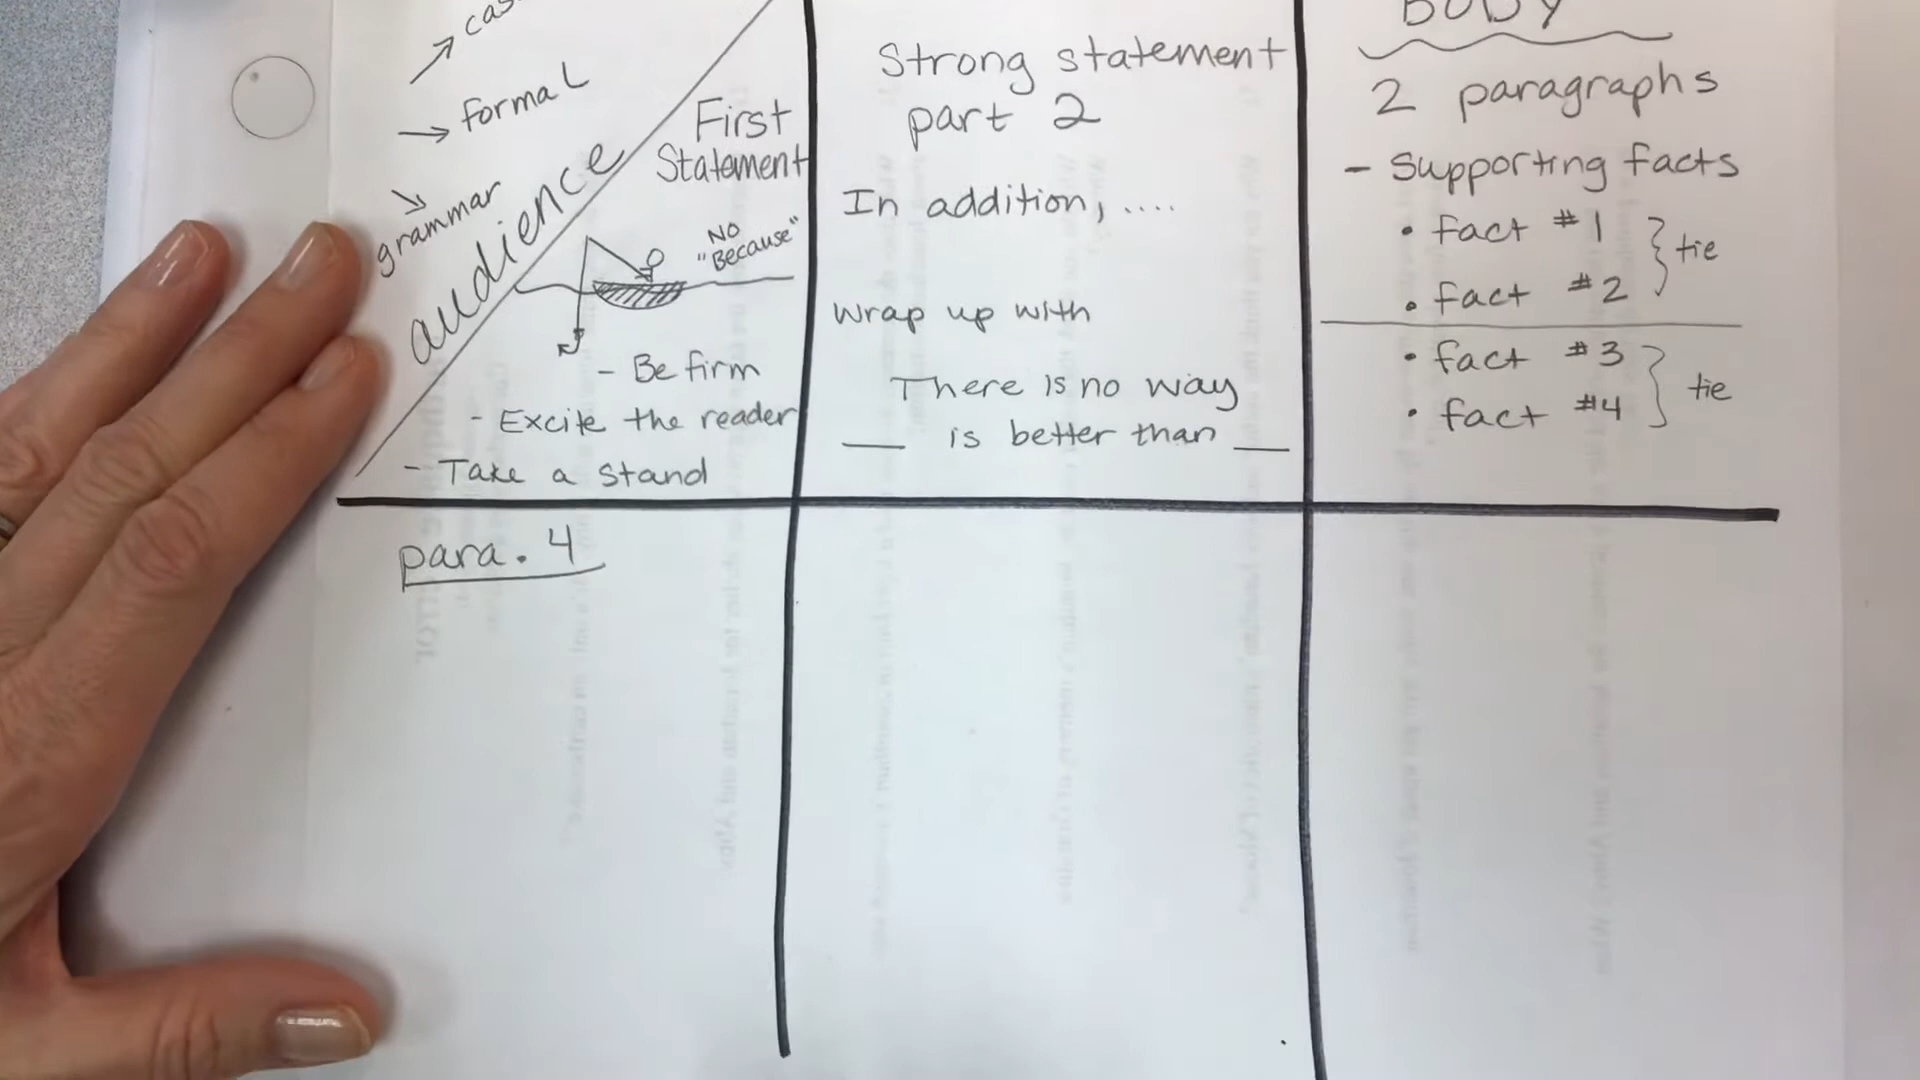 cas
formal
grammar
audience
First
Statement
NO
"Because"
- Be firm
- Excite the reader
- Take a stand
Strong statement
part 2
In addition, ....
Wrap up with
There is no way
___ is better than ___
BODY
2 paragraphs
- Supporting facts
• fact #1
• fact #2
tie
• fact #3
• fact #4
tie
para. 4